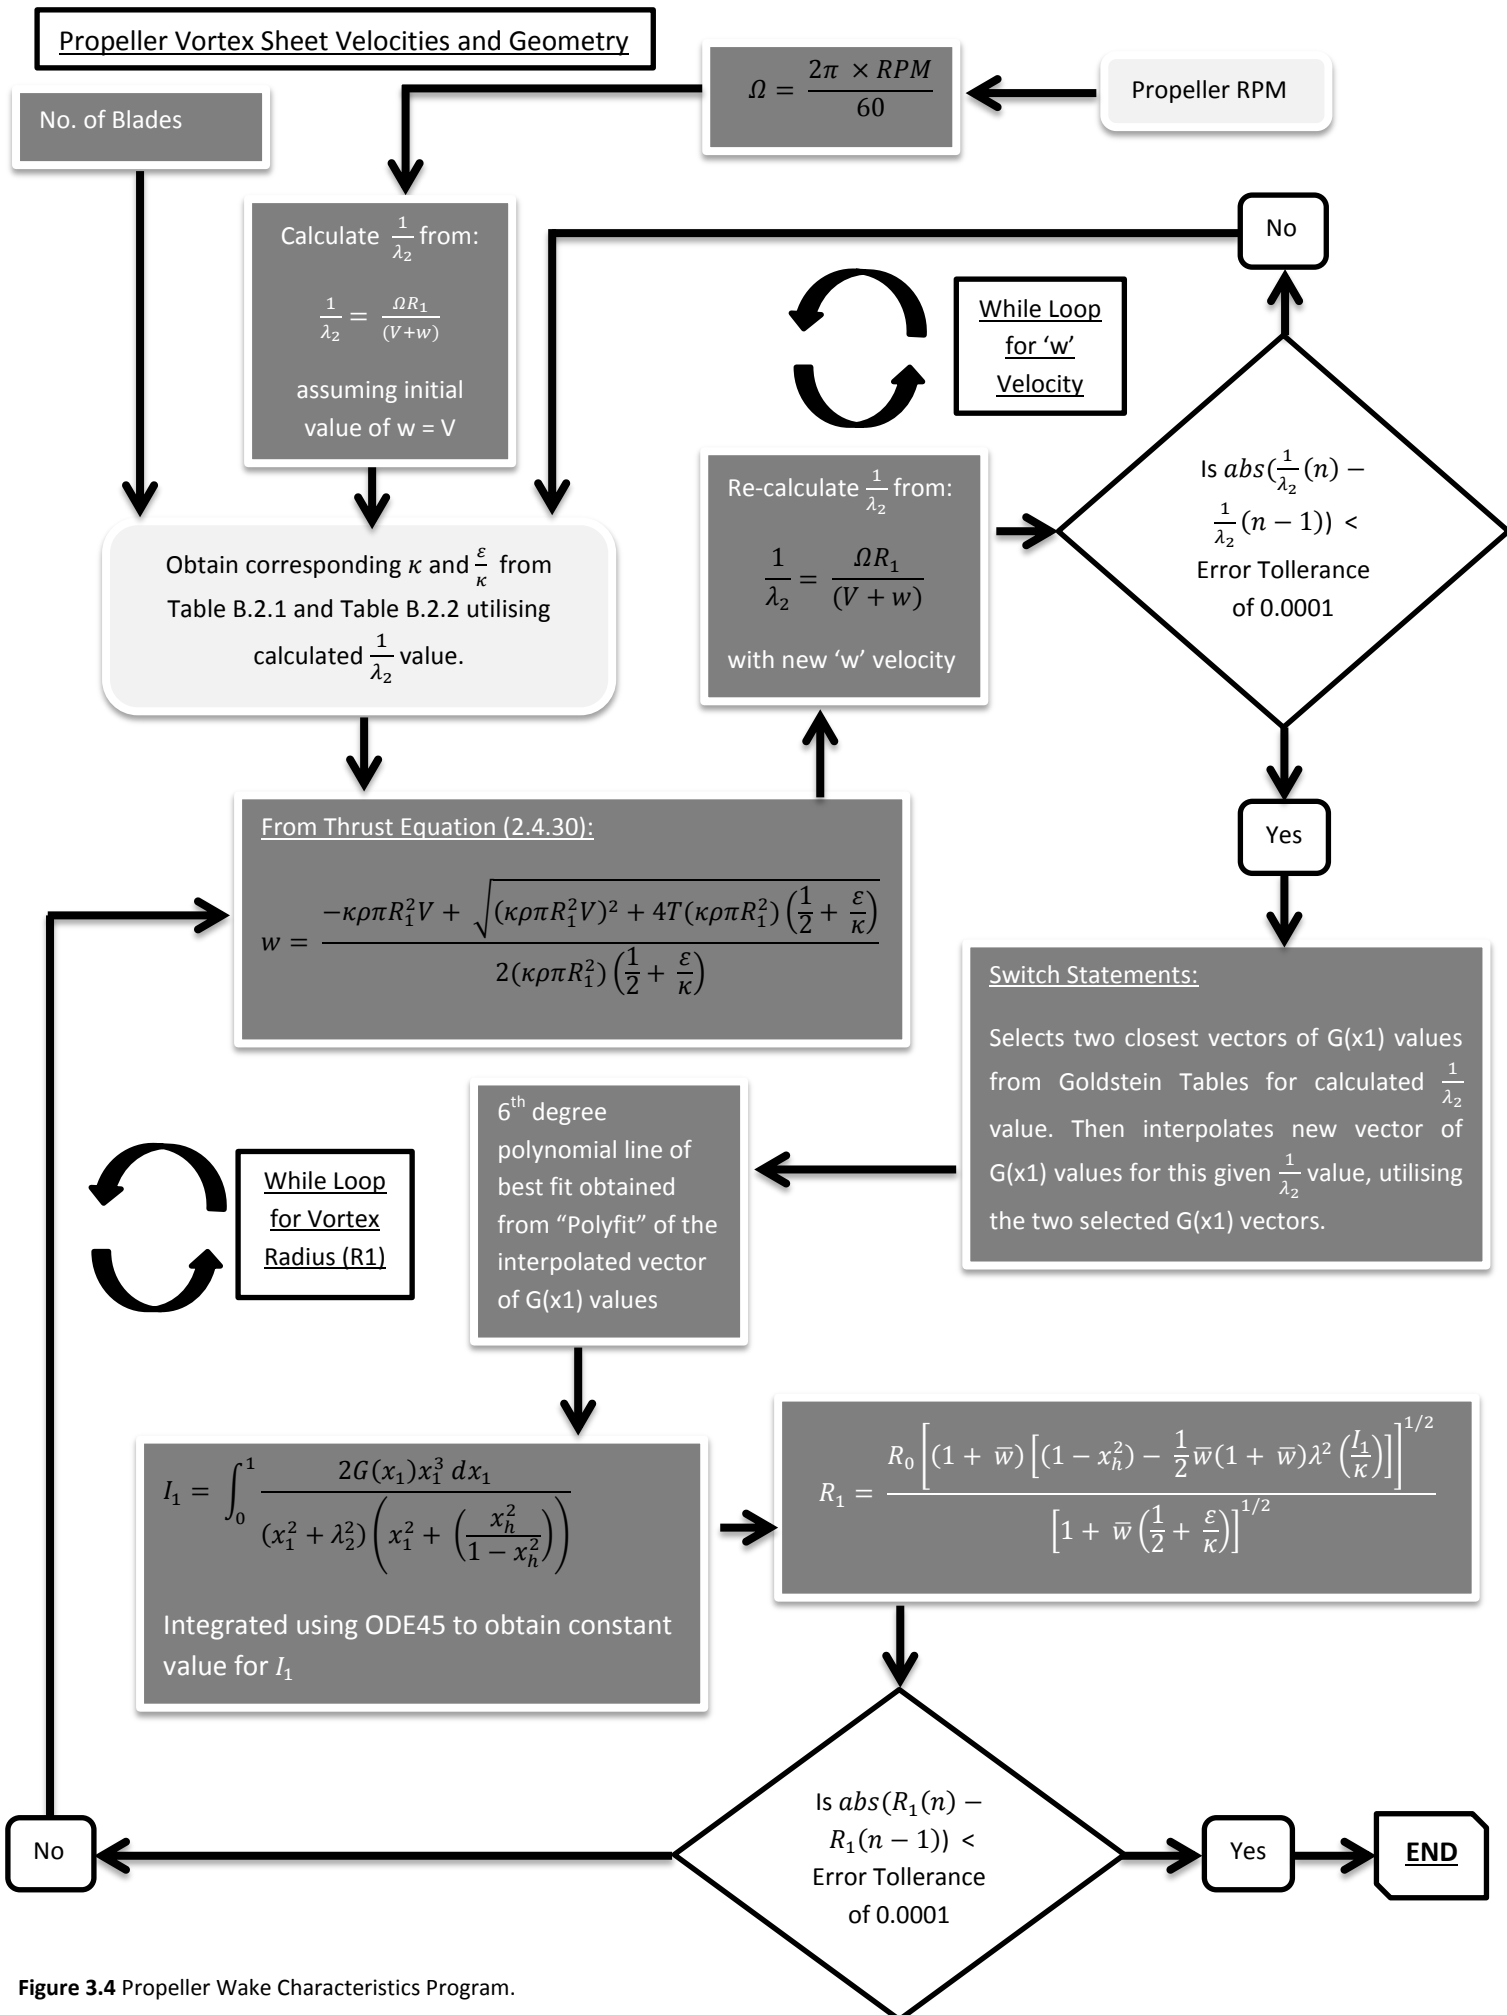 Propeller Vortex Sheet Velocities and Geometry
Ω = 2π × RPM / 60
Propeller RPM
No. of Blades
Calculate 1/λ₂ from:
1/λ₂ = ΩR₁/(V+w)
assuming initial
value of w = V
No
While Loop
for ‘w’
Velocity
Is abs(1/λ₂(n) −
1/λ₂(n − 1)) <
Error Tollerance
of 0.0001
Re-calculate 1/λ₂ from:
1/λ₂ = ΩR₁/(V + w)
with new ‘w’ velocity
Obtain corresponding κ and ε/κ from
Table B.2.1 and Table B.2.2 utilising
calculated 1/λ₂ value.
From Thrust Equation (2.4.30):
w = (−κρπR₁²V + √((κρπR₁²V)² + 4T(κρπR₁²)(1/2 + ε/κ))) / (2(κρπR₁²)(1/2 + ε/κ))
Yes
Switch Statements:
Selects two closest vectors of G(x1) values
from Goldstein Tables for calculated 1/λ₂
value. Then interpolates new vector of
G(x1) values for this given 1/λ₂ value, utilising
the two selected G(x1) vectors.
6th degree
polynomial line of
best fit obtained
from “Polyfit” of the
interpolated vector
of G(x1) values
While Loop
for Vortex
Radius (R1)
I₁ = ∫₀¹ 2G(x₁)x₁³ dx₁ / ((x₁² + λ₂²)(x₁² + (x_h²/(1 − x_h²))))
Integrated using ODE45 to obtain constant
value for I₁
R₁ = R₀[(1 + w̄)[(1 − x_h²) − 1/2 w̄(1 + w̄)λ²(I₁/κ)]]^1/2 / [1 + w̄(1/2 + ε/κ)]^1/2
Is abs(R₁(n) −
R₁(n − 1)) <
Error Tollerance
of 0.0001
No
Yes
END
Figure 3.4 Propeller Wake Characteristics Program.